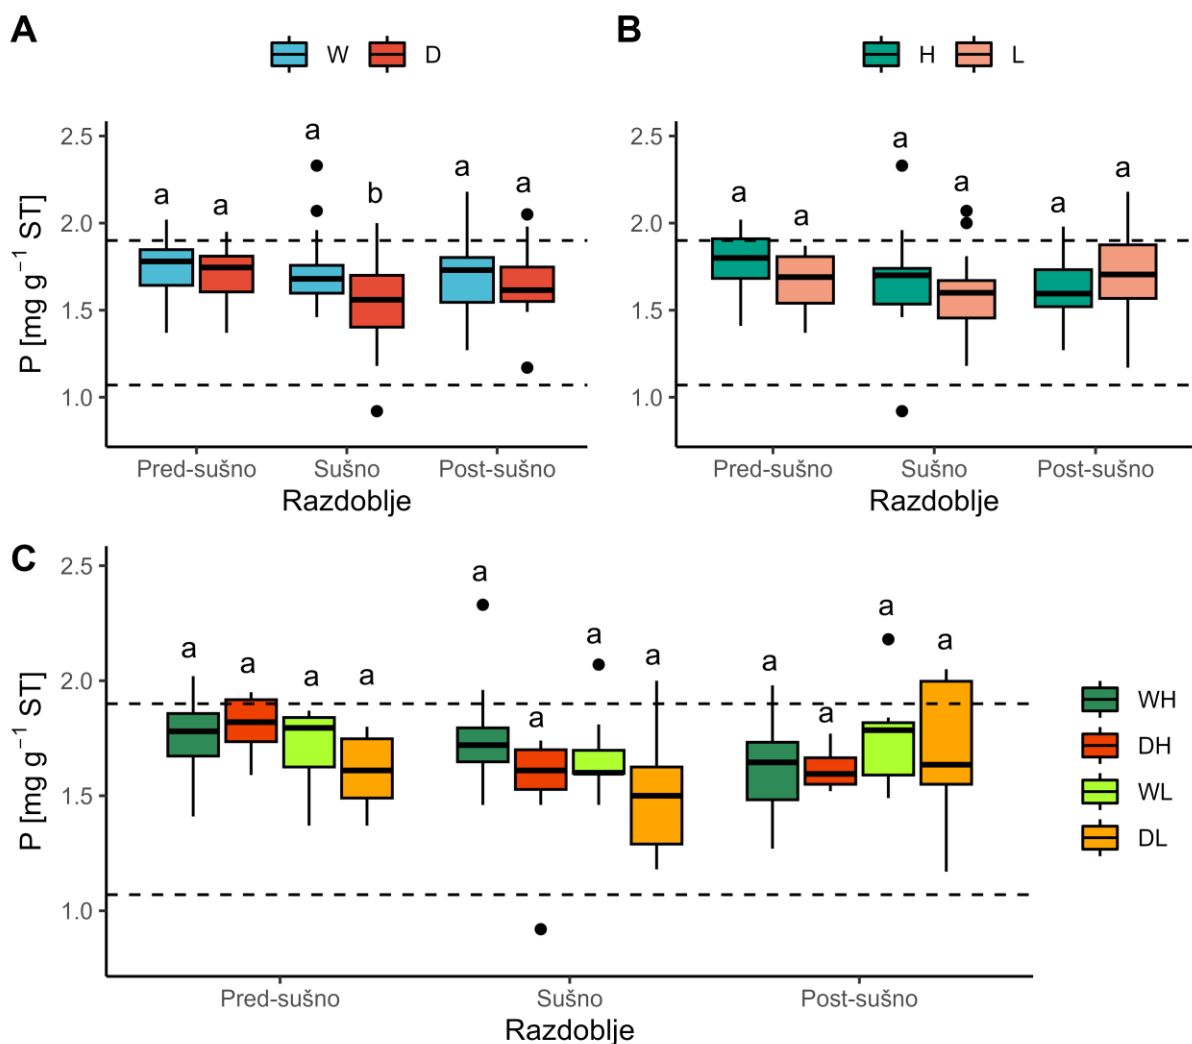 A
W D
a a a b a a
2.5
2.0
1.5
1.0
P [mg g⁻¹ ST]
Pred-sušno Sušno Post-sušno
Razdoblje
B
H L
a a a a a a
2.5
2.0
1.5
1.0
Pred-sušno Sušno Post-sušno
Razdoblje
C
a a a a a a a a a a a a
2.5
2.0
1.5
1.0
P [mg g⁻¹ ST]
Pred-sušno Sušno Post-sušno
Razdoblje
WH
DH
WL
DL